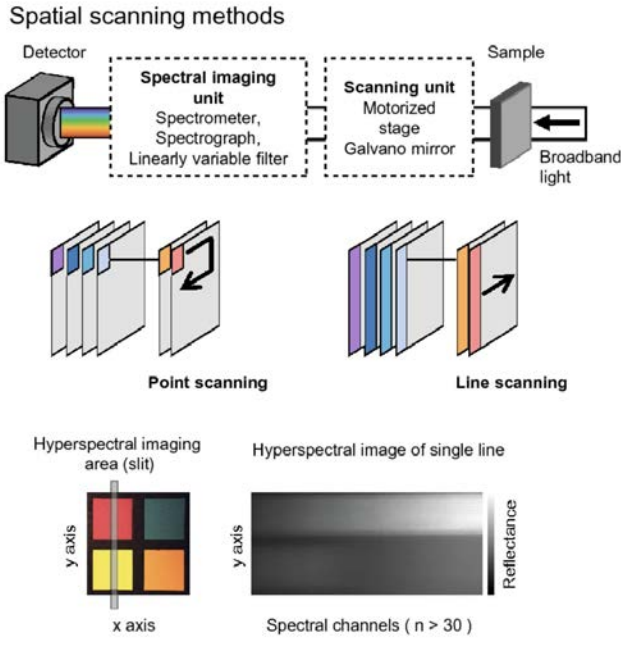 Spatial scanning methods
Detector
Sample
Spectral imaging
unit
Spectrometer,
Spectrograph,
Linearly variable filter
Scanning unit
Motorized
stage
Galvano mirror
Broadband
light
Point scanning
Line scanning
Hyperspectral imaging
area (slit)
Hyperspectral image of single line
y axis
y axis
Reflectance
x axis
Spectral channels ( n > 30 )